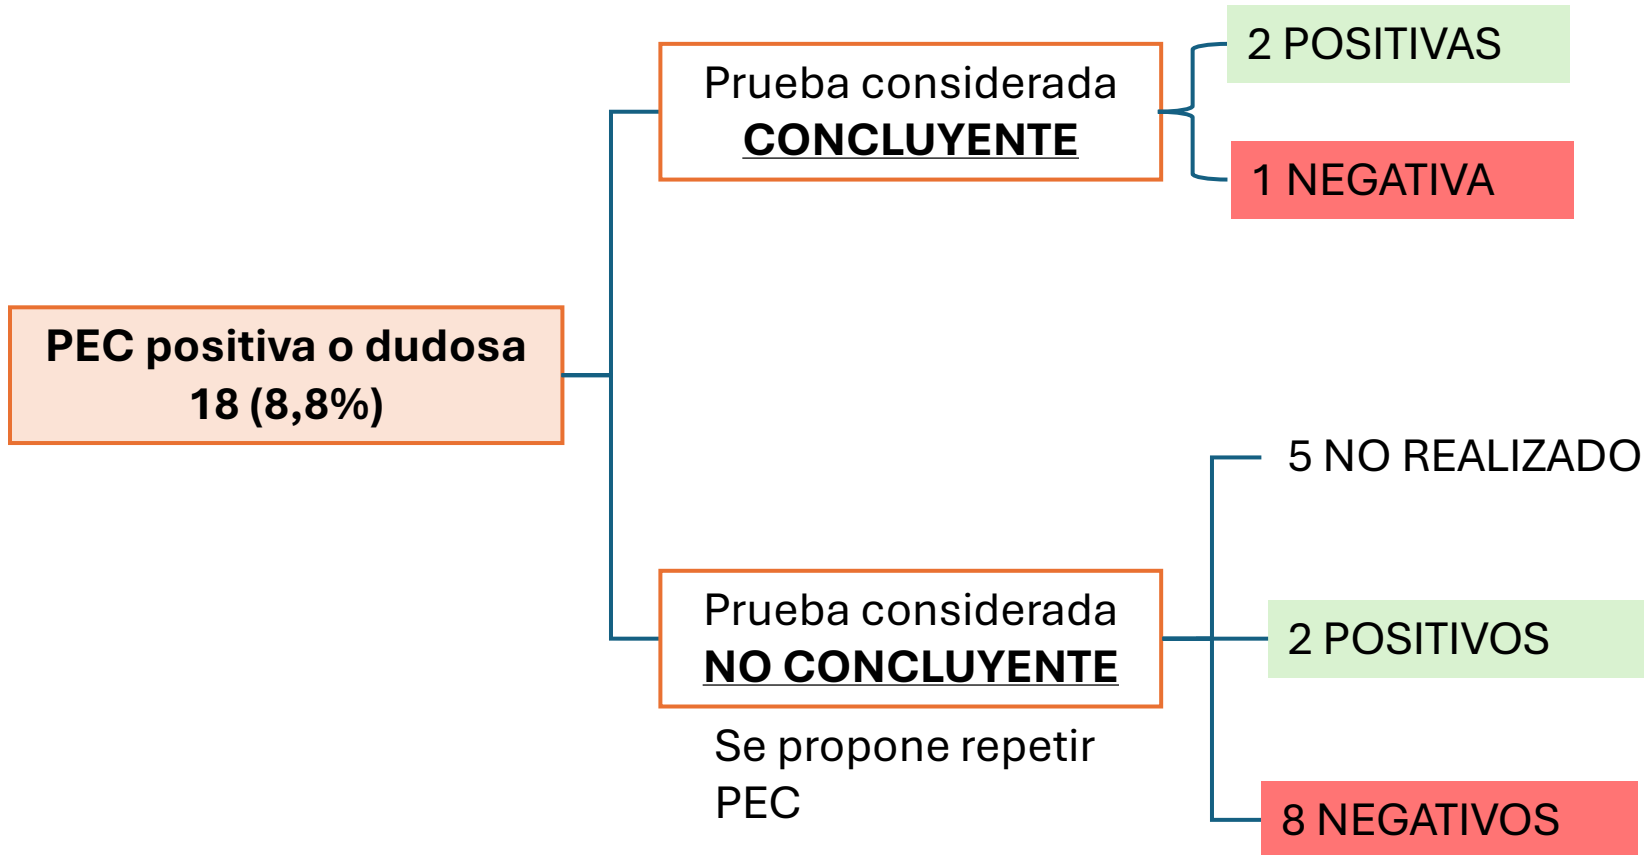 PEC positiva o dudosa
18 (8,8%)
Prueba considerada
CONCLUYENTE
2 POSITIVAS
1 NEGATIVA
Prueba considerada
NO CONCLUYENTE
Se propone repetir
PEC
5 NO REALIZADO
2 POSITIVOS
8 NEGATIVOS